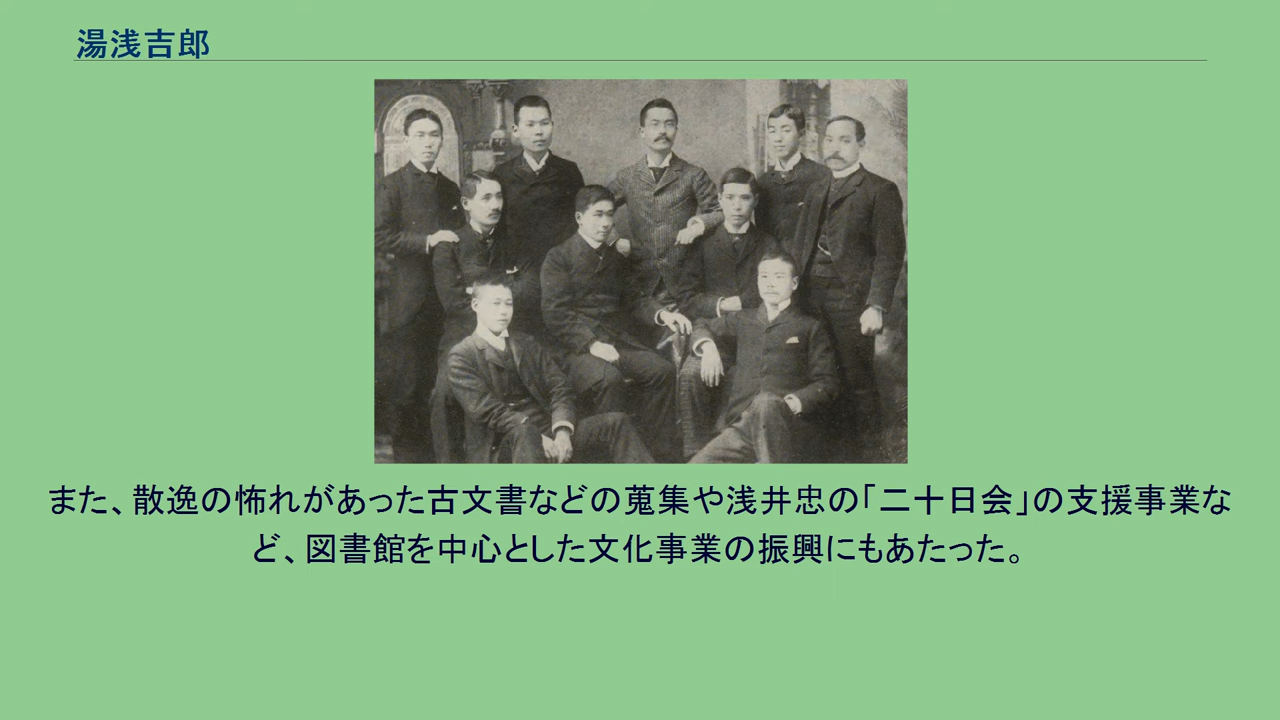 湯浅吉郎
また、散逸の怖れがあった古文書などの蒐集や浅井忠の「二十日会」の支援事業な
ど、図書館を中心とした文化事業の振興にもあたった。